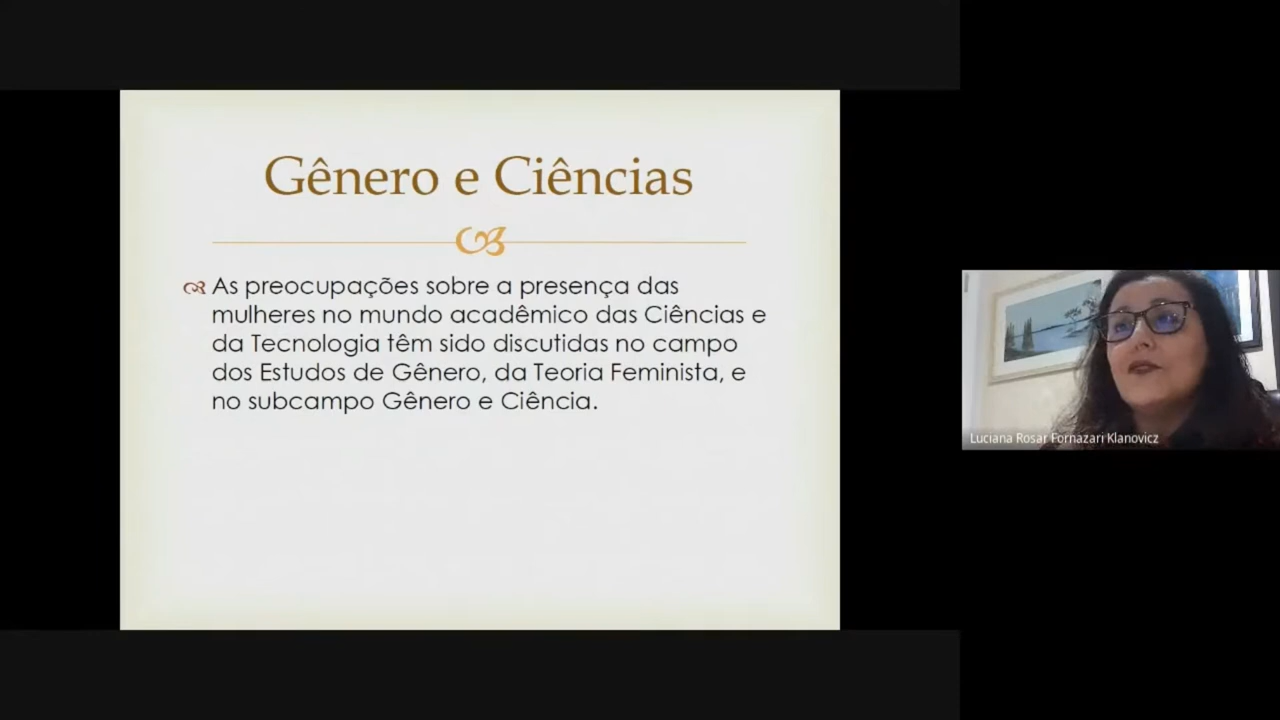 Gênero e Ciências
As preocupações sobre a presença das
mulheres no mundo acadêmico das Ciências e
da Tecnologia têm sido discutidas no campo
dos Estudos de Gênero, da Teoria Feminista, e
no subcampo Gênero e Ciência.
Luciana Rosar Fornazari Klanovicz